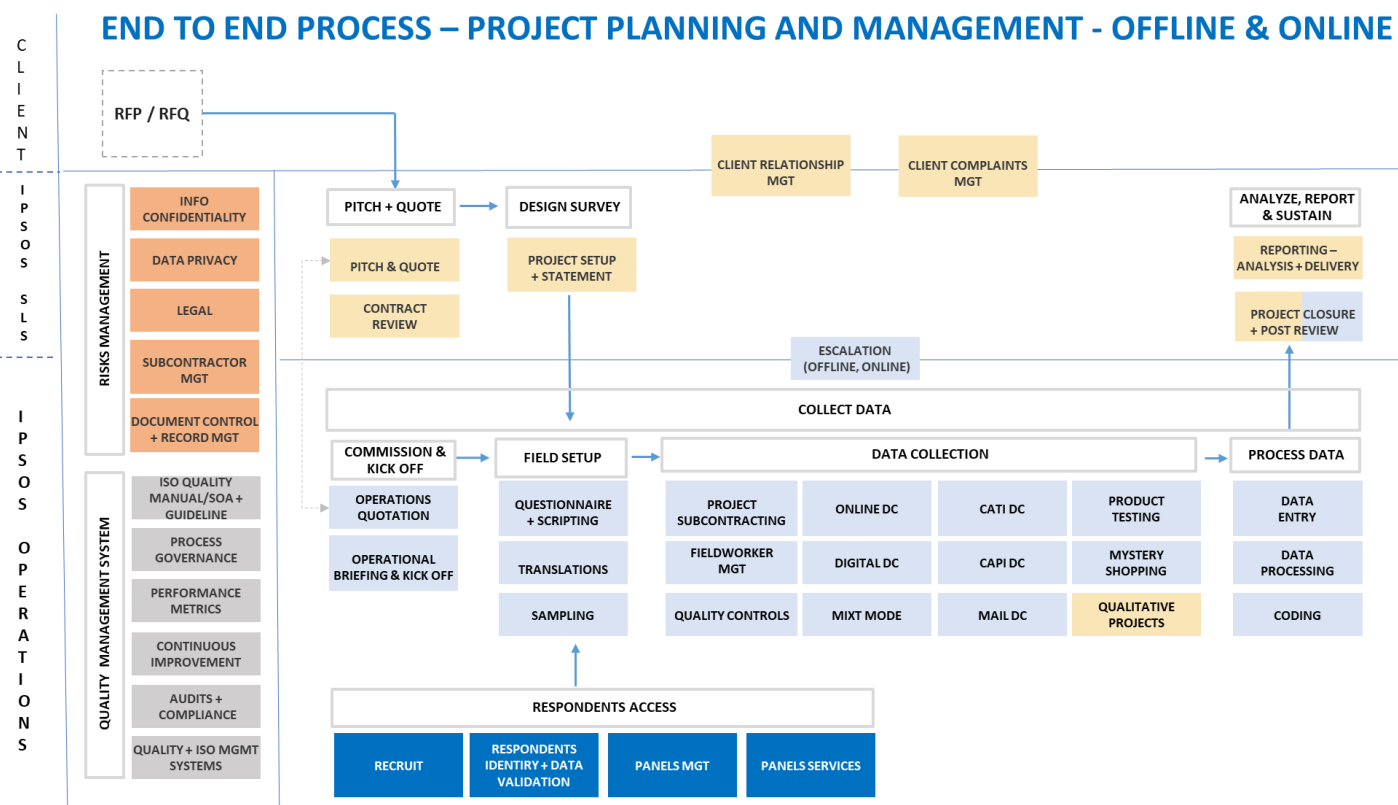 END TO END PROCESS – PROJECT PLANNING AND MANAGEMENT - OFFLINE & ONLINE
CLIENT
RFP / RFQ
CLIENT RELATIONSHIP
MGT
CLIENT COMPLAINTS
MGT
IPSOS SLS
RISKS MANAGEMENT
INFO
CONFIDENTIALITY
DATA PRIVACY
LEGAL
SUBCONTRACTOR
MGT
DOCUMENT CONTROL
+ RECORD MGT
PITCH + QUOTE
PITCH & QUOTE
CONTRACT
REVIEW
DESIGN SURVEY
PROJECT SETUP
+ STATEMENT
ANALYZE, REPORT
& SUSTAIN
REPORTING –
ANALYSIS + DELIVERY
PROJECT CLOSURE
+ POST REVIEW
ESCALATION
(OFFLINE, ONLINE)
IPSOS OPERATIONS
QUALITY MANAGEMENT SYSTEM
ISO QUALITY
MANUAL/SOA +
GUIDELINE
PROCESS
GOVERNANCE
PERFORMANCE
METRICS
CONTINUOUS
IMPROVEMENT
AUDITS +
COMPLIANCE
QUALITY + ISO MGMT
SYSTEMS
COLLECT DATA
COMMISSION &
KICK OFF
OPERATIONS
QUOTATION
OPERATIONAL
BRIEFING & KICK OFF
FIELD SETUP
QUESTIONNAIRE
+ SCRIPTING
TRANSLATIONS
SAMPLING
DATA COLLECTION
PROJECT
SUBCONTRACTING
ONLINE DC
CATI DC
PRODUCT
TESTING
FIELDWORKER
MGT
DIGITAL DC
CAPI DC
MYSTERY
SHOPPING
QUALITY CONTROLS
MIXT MODE
MAIL DC
QUALITATIVE
PROJECTS
PROCESS DATA
DATA
ENTRY
DATA
PROCESSING
CODING
RESPONDENTS ACCESS
RECRUIT
RESPONDENTS
IDENTIRY + DATA
VALIDATION
PANELS MGT
PANELS SERVICES